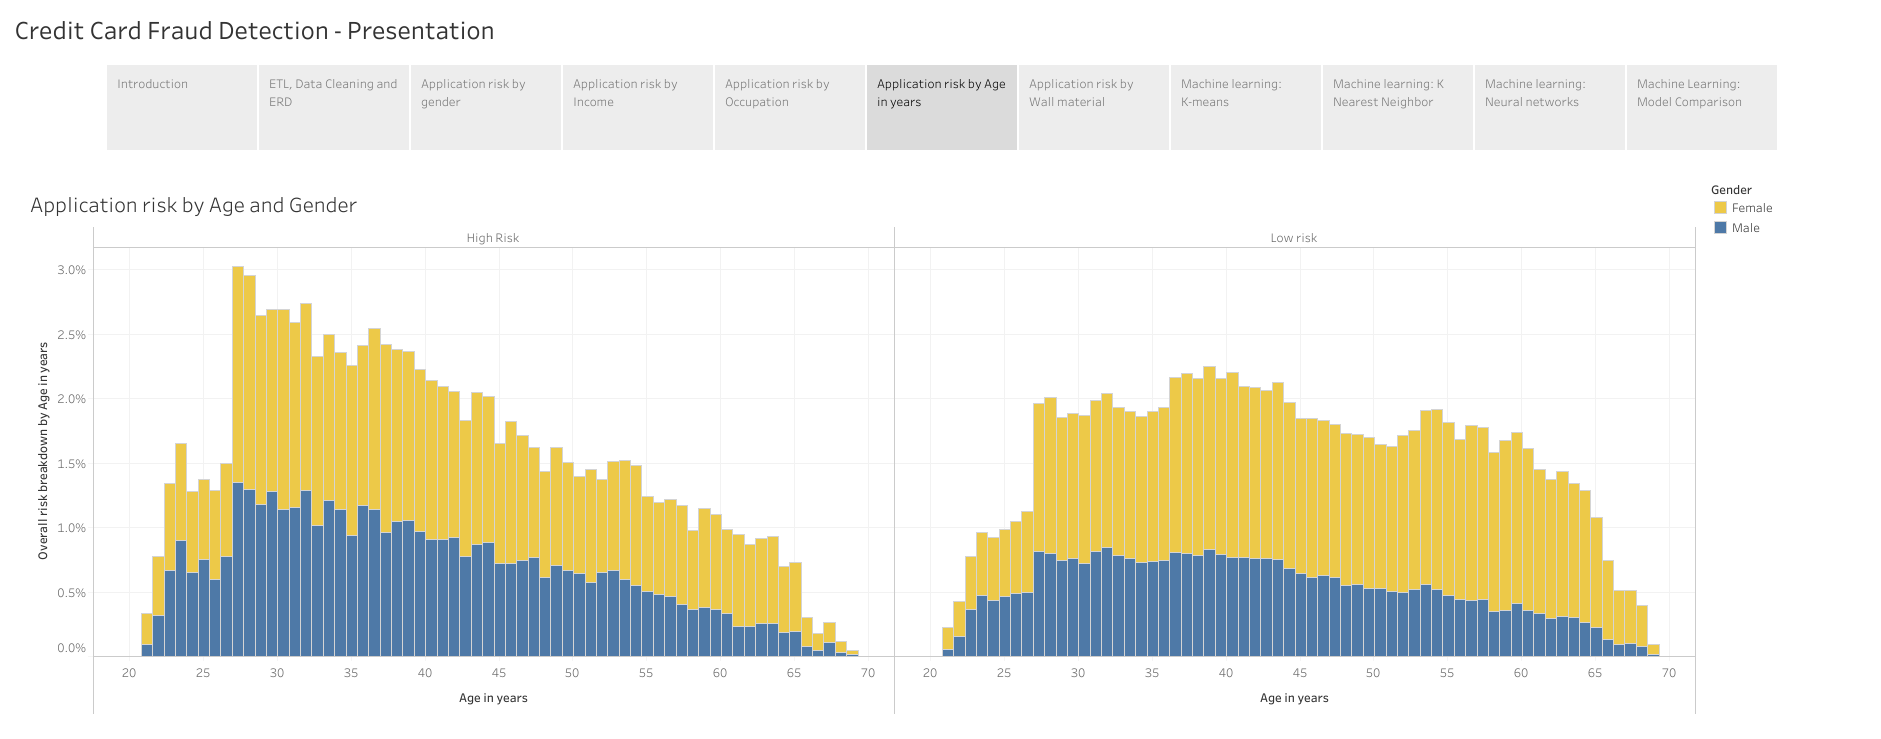 Credit Card Fraud Detection - Presentation
Introduction
ETL, Data Cleaning and
ERD
Application risk by
gender
Application risk by
Income
Application risk by
Occupation
Application risk by Age
in years
Application risk by
Wall material
Machine learning:
K-means
Machine learning: K
Nearest Neighbor
Machine learning:
Neural networks
Machine Learning:
Model Comparison
Application risk by Age and Gender
Gender
Female
Male
High Risk
Low risk
Overall risk breakdown by Age in years
3.0%
2.5%
2.0%
1.5%
1.0%
0.5%
0.0%
20 25 30 35 40 45 50 55 60 65 70
20 25 30 35 40 45 50 55 60 65 70
Age in years
Age in years